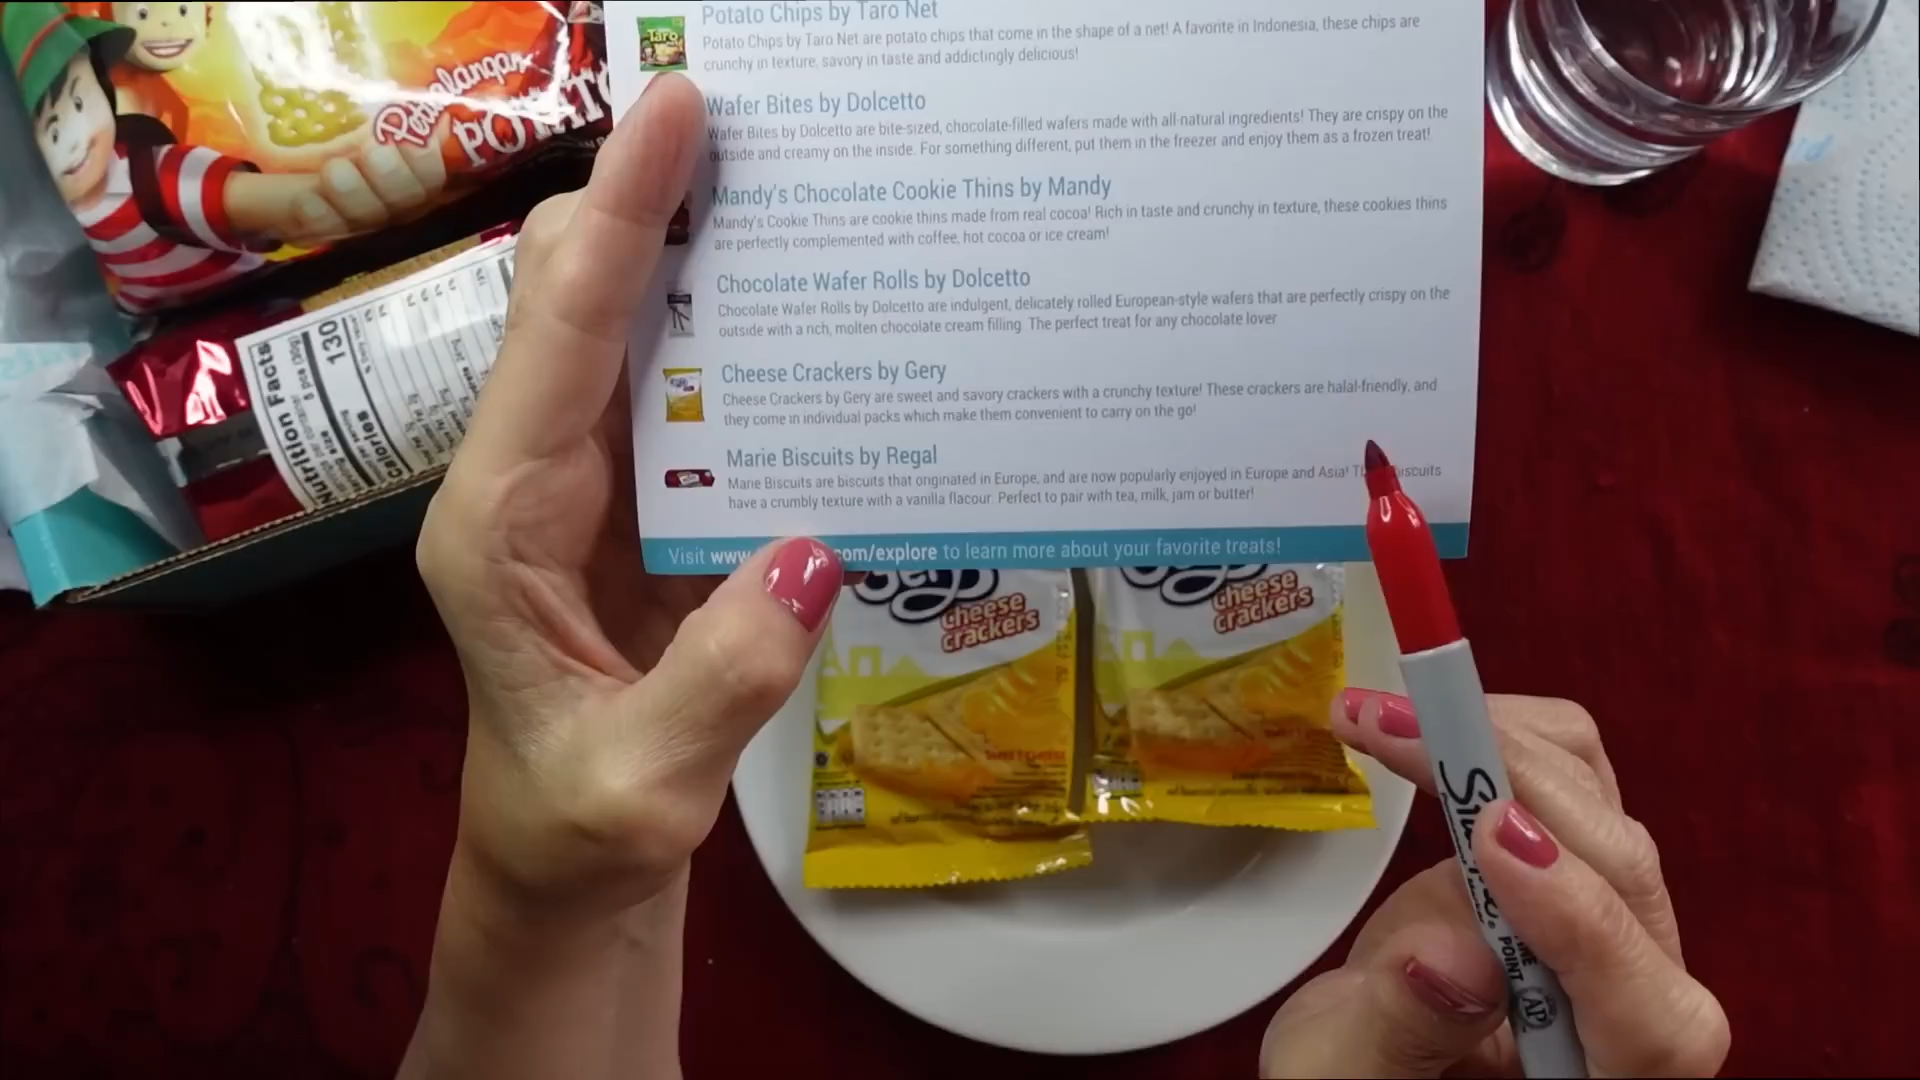 Potato Chips by Taro Net
Potato Chips by Taro Net are potato chips that come in the shape of a net! A favorite in Indonesia, these chips are
crunchy in texture, savory in taste and addictingly delicious!
Wafer Bites by Dolcetto
Wafer Bites by Dolcetto are bite-sized, chocolate-filled wafers made with all-natural ingredients! They are crispy on the
outside and creamy on the inside. For something different, put them in the freezer and enjoy them as a frozen treat!
Mandy's Chocolate Cookie Thins by Mandy
Mandy's Cookie Thins are cookie thins made from real cocoa! Rich in taste and crunchy in texture, these cookies thins
are perfectly complemented with coffee, hot cocoa or ice cream!
Chocolate Wafer Rolls by Dolcetto
Chocolate Wafer Rolls by Dolcetto are indulgent, delicately rolled European-style wafers that are perfectly crispy on the
outside with a rich, molten chocolate cream filling. The perfect treat for any chocolate lover
Cheese Crackers by Gery
Cheese Crackers by Gery are sweet and savory crackers with a crunchy texture! These crackers are halal-friendly, and
they come in individual packs which make them convenient to carry on the go!
Marie Biscuits by Regal
Marie Biscuits are biscuits that originated in Europe, and are now popularly enjoyed in Europe and Asia!
have a crumbly texture with a vanilla flacour. Perfect to pair with tea, milk, jam or butter!
Visit www. com/explore to learn more about your favorite treats!
Taro
Petualangan
Nutrition Facts
Calories 130
Gery
cheese
crackers
cheese
crackers
POINT
AP